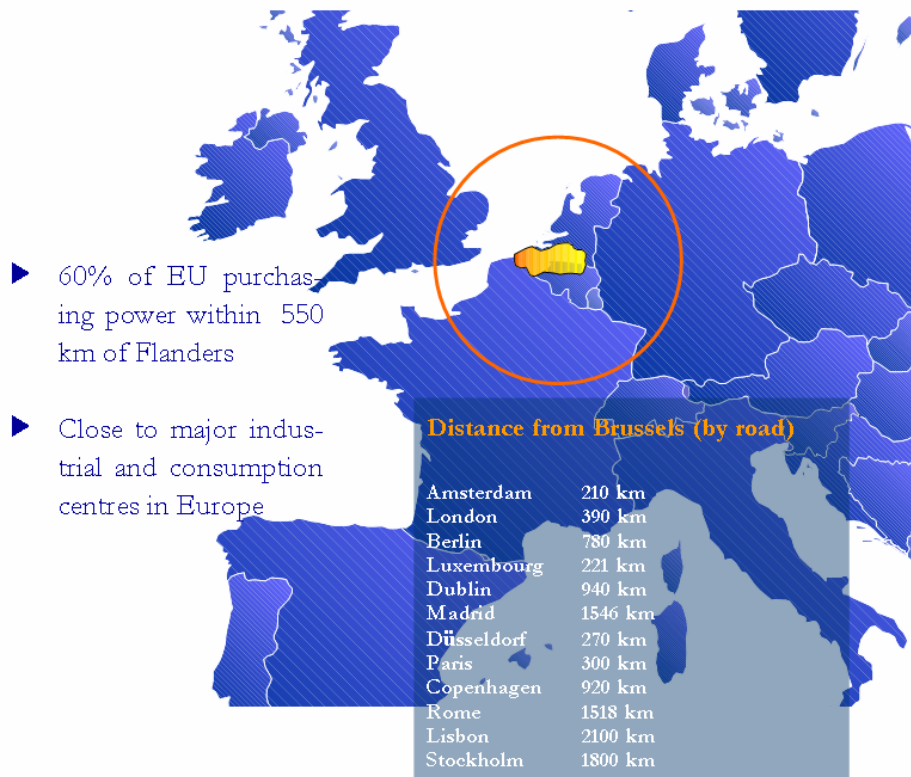 60% of EU purchas-
ing power within 550
km of Flanders
Close to major indus-
trial and consumption
centres in Europe
Distance from Brussels (by road)
Amsterdam 210 km
London 390 km
Berlin 780 km
Luxembourg 221 km
Dublin 940 km
Madrid 1546 km
Düsseldorf 270 km
Paris 300 km
Copenhagen 920 km
Rome 1518 km
Lisbon 2100 km
Stockholm 1800 km